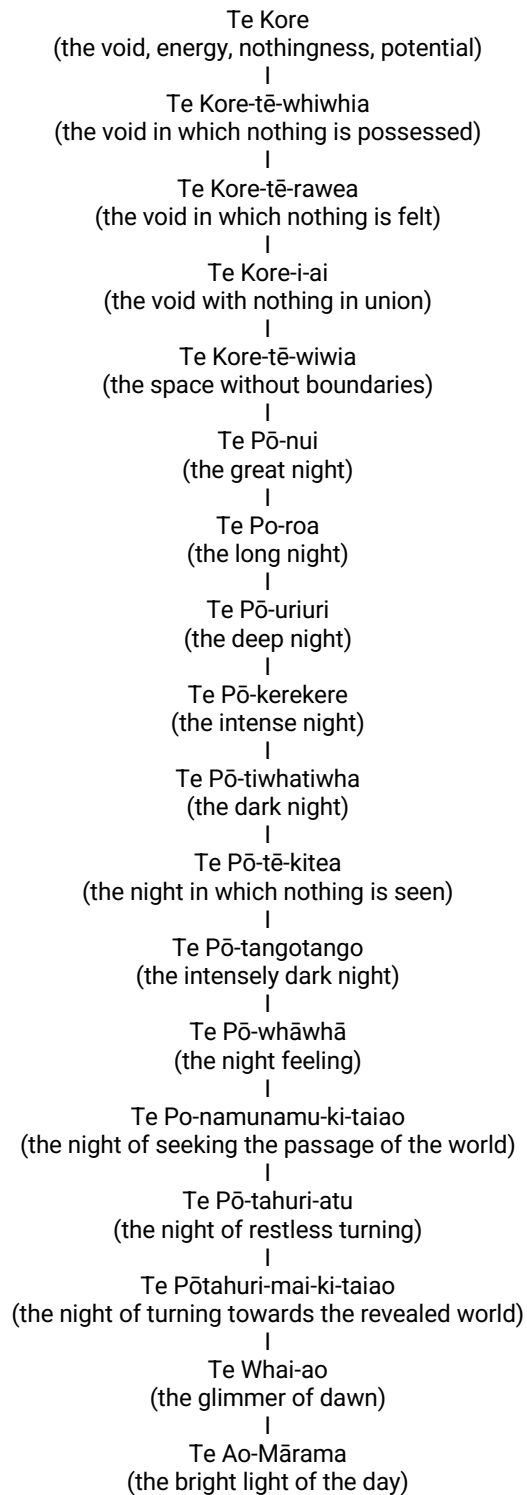 Te Kore
(the void, energy, nothingness, potential)
|
Te Kore-tē-whiwhia
(the void in which nothing is possessed)
|
Te Kore-tē-rawea
(the void in which nothing is felt)
|
Te Kore-i-ai
(the void with nothing in union)
|
Te Kore-tē-wiwia
(the space without boundaries)
|
Te Pō-nui
(the great night)
|
Te Po-roa
(the long night)
|
Te Pō-uriuri
(the deep night)
|
Te Pō-kerekere
(the intense night)
|
Te Pō-tiwhatiwha
(the dark night)
|
Te Pō-tē-kitea
(the night in which nothing is seen)
|
Te Pō-tangotango
(the intensely dark night)
|
Te Pō-whāwhā
(the night feeling)
|
Te Po-namunamu-ki-taiao
(the night of seeking the passage of the world)
|
Te Pō-tahuri-atu
(the night of restless turning)
|
Te Pōtahuri-mai-ki-taiao
(the night of turning towards the revealed world)
|
Te Whai-ao
(the glimmer of dawn)
|
Te Ao-Mārama
(the bright light of the day)